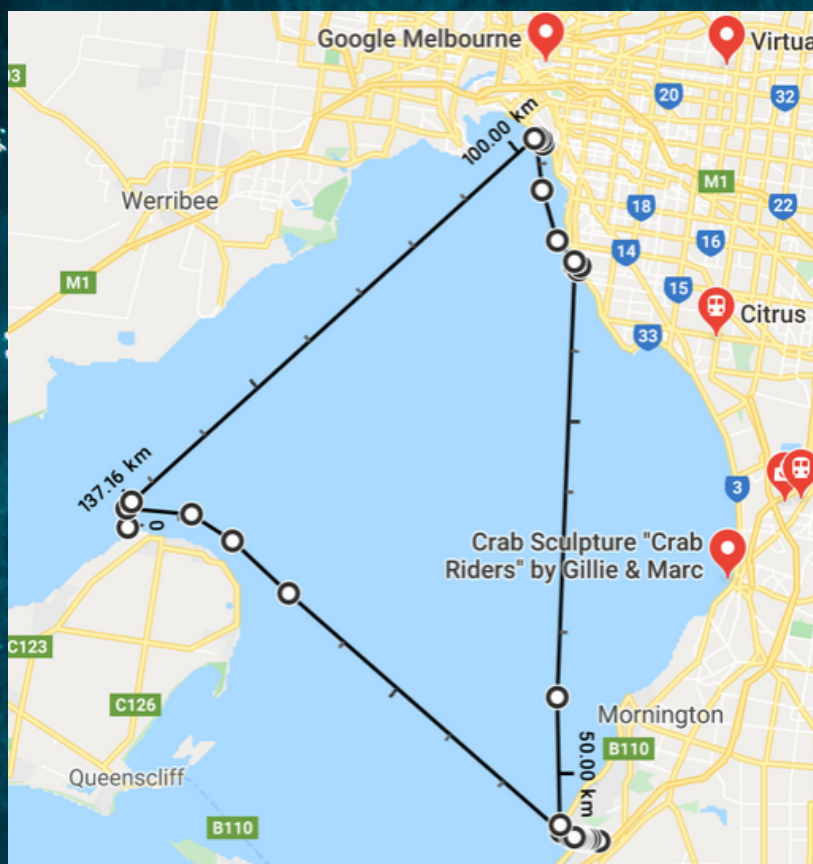 Google Melbourne
Virtua
03
20
32
100.00 km
M1
Werribee
18
22
16
14
M1
15
Citrus
33
137.16 km
3
0
Crab Sculpture "Crab
Riders" by Gillie & Marc
C123
C126
Mornington
50.00 km
B110
Queenscliff
B110